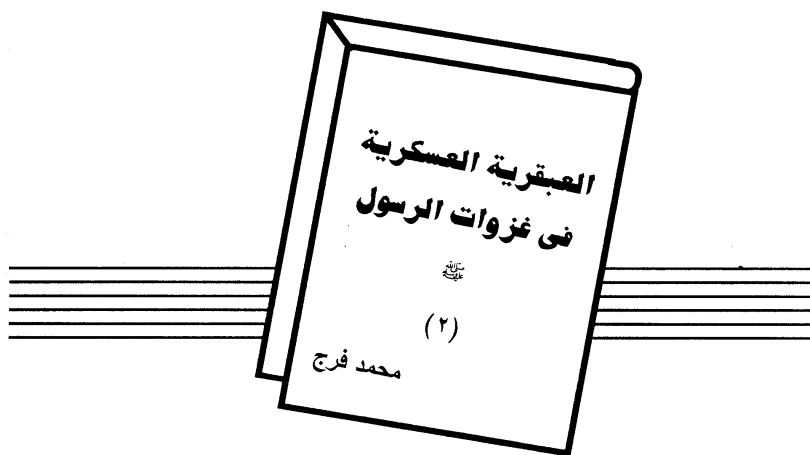 العبقرية العسكرية
فى غزوات الرسول
ﷺ
(٢)
محمد فرج